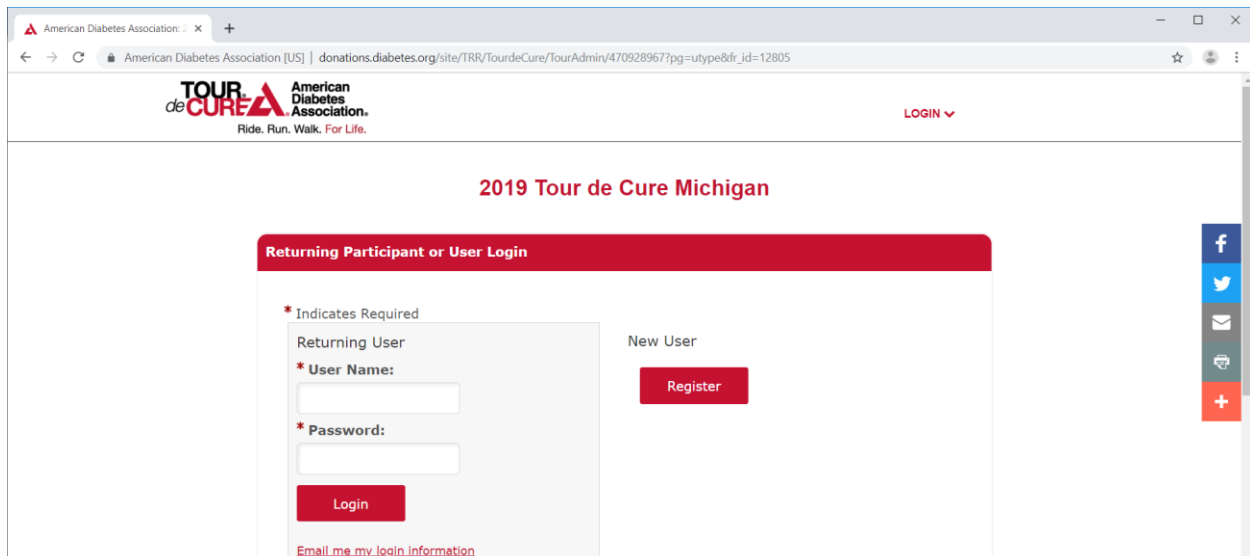 American Diabetes Association: 2
American Diabetes Association [US] | donations.diabetes.org/site/TRR/TourdeCure/TourAdmin/470928967?pg=utype&fr_id=12805
TOUR de CURE
American
Diabetes
Association.
Ride. Run. Walk. For Life.
LOGIN
2019 Tour de Cure Michigan
Returning Participant or User Login
* Indicates Required
Returning User
New User
* User Name:
Register
* Password:
Login
Email me my login information